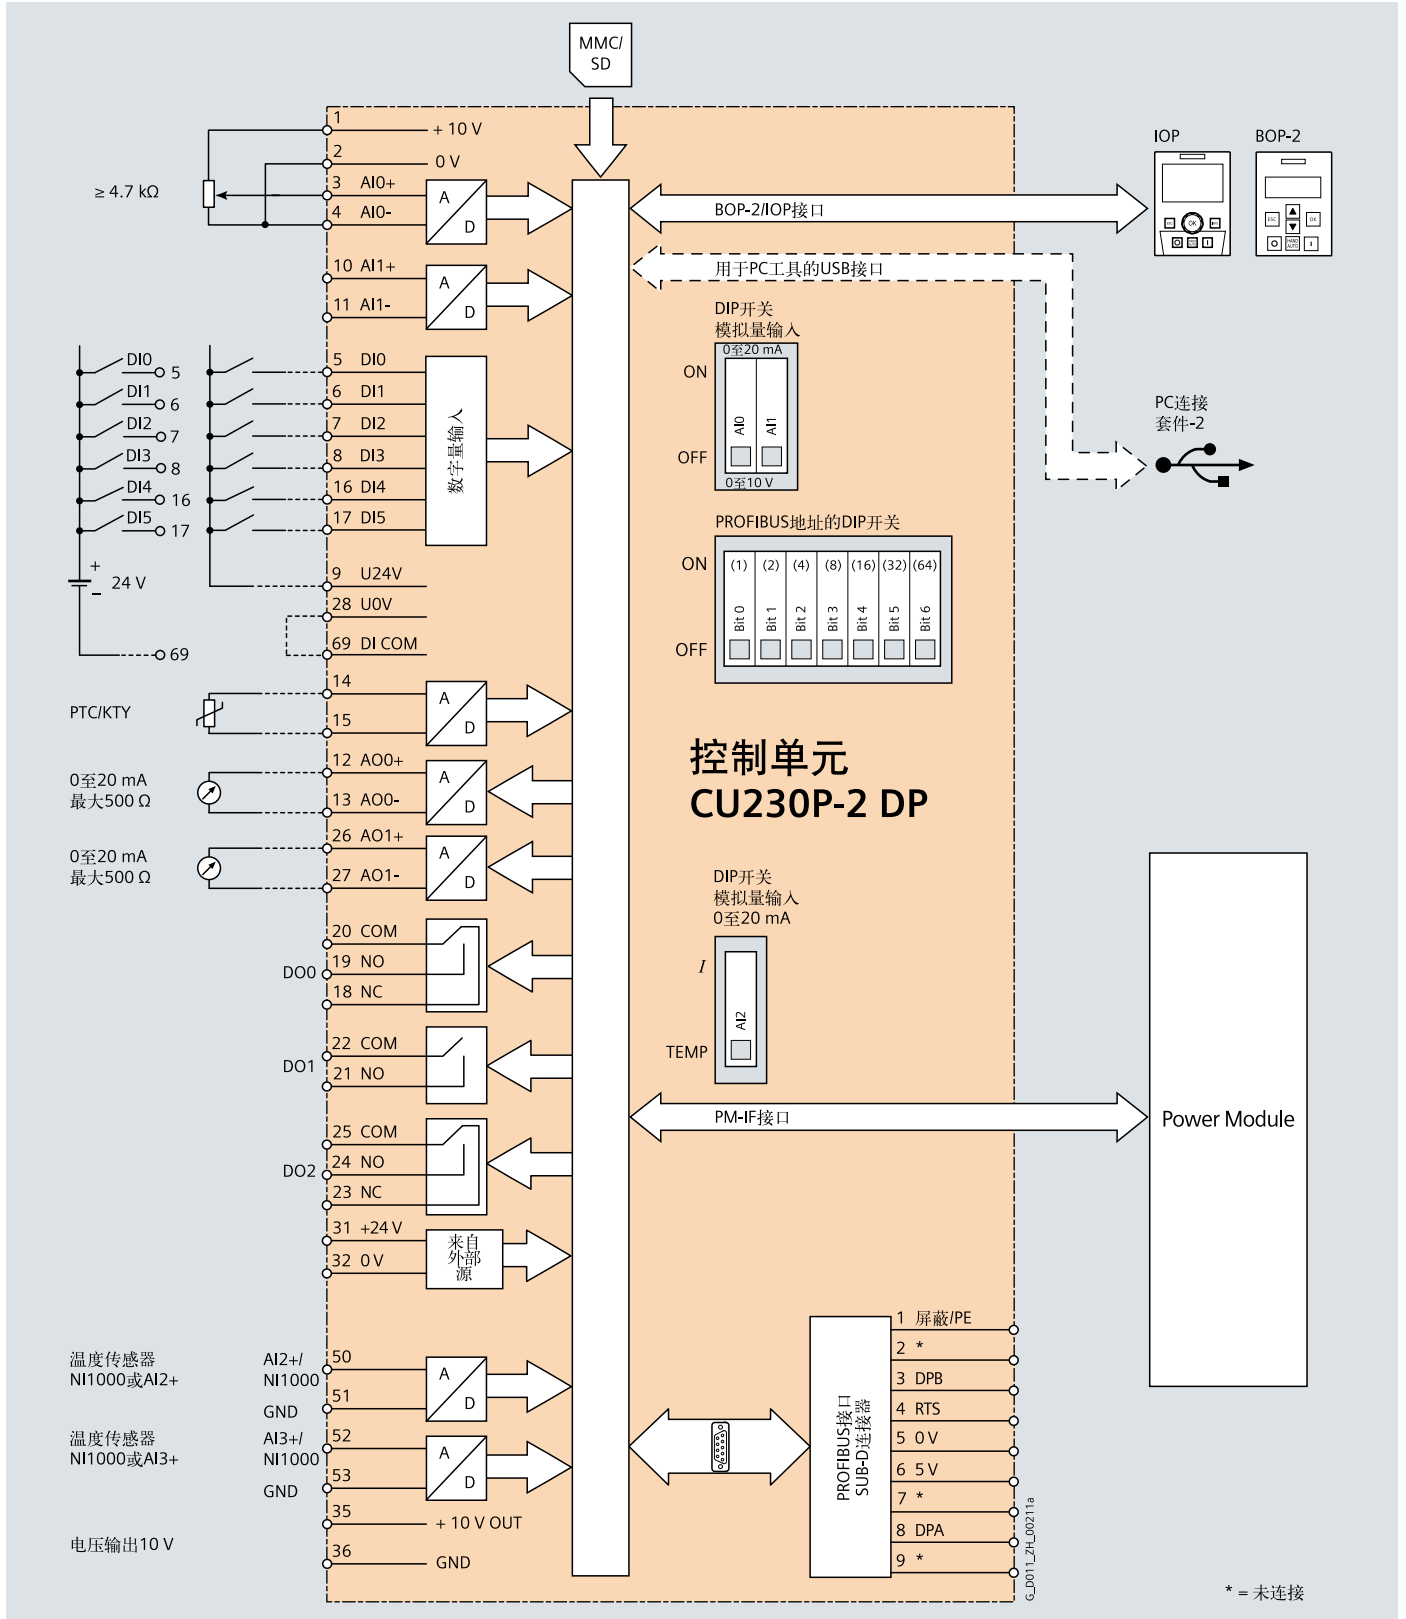 MMC/
SD
1
+ 10 V
2
0 V
≥ 4.7 kΩ
3 AI0+
4 AI0-
A
D
10 AI1+
11 AI1-
A
D
DI0
5
DI1
6
DI2
7
DI3
8
DI4
16
DI5
17
+
24 V
–
69
5 DI0
6 DI1
7 DI2
8 DI3
16 DI4
17 DI5
数字量输入
9 U24V
28 U0V
69 DI COM
PTC/KTY
14
15
A
D
0至20 mA
最大500 Ω
12 AO0+
13 AO0-
A
D
0至20 mA
最大500 Ω
26 AO1+
27 AO1-
A
D
DO0
20 COM
19 NO
18 NC
DO1
22 COM
21 NO
DO2
25 COM
24 NO
23 NC
31 +24 V
32 0 V
来自
外部
源
温度传感器
NI1000或AI2+
AI2+/
NI1000
GND
50
51
A
D
温度传感器
NI1000或AI3+
AI3+/
NI1000
GND
52
53
A
D
电压输出10 V
35
+ 10 V OUT
36
GND
IOP
BOP-2
ESC
OK
HAND
AUTO
I
OK
I
BOP-2/IOP接口
用于PC工具的USB接口
PC连接
套件-2
DIP开关
模拟量输入
0至20 mA
ON
OFF
AI0
AI1
0至10 V
PROFIBUS地址的DIP开关
ON
OFF
(1) (2) (4) (8) (16) (32) (64)
Bit 0
Bit 1
Bit 2
Bit 3
Bit 4
Bit 5
Bit 6
控制单元
CU230P-2 DP
DIP开关
模拟量输入
0至20 mA
I
AI2
TEMP
PM-IF接口
Power Module
PROFIBUS接口
SUB-D连接器
1 屏蔽/PE
2 *
3 DPB
4 RTS
5 0 V
6 5 V
7 *
8 DPA
9 *
G_D011_ZH_00211a
* = 未连接